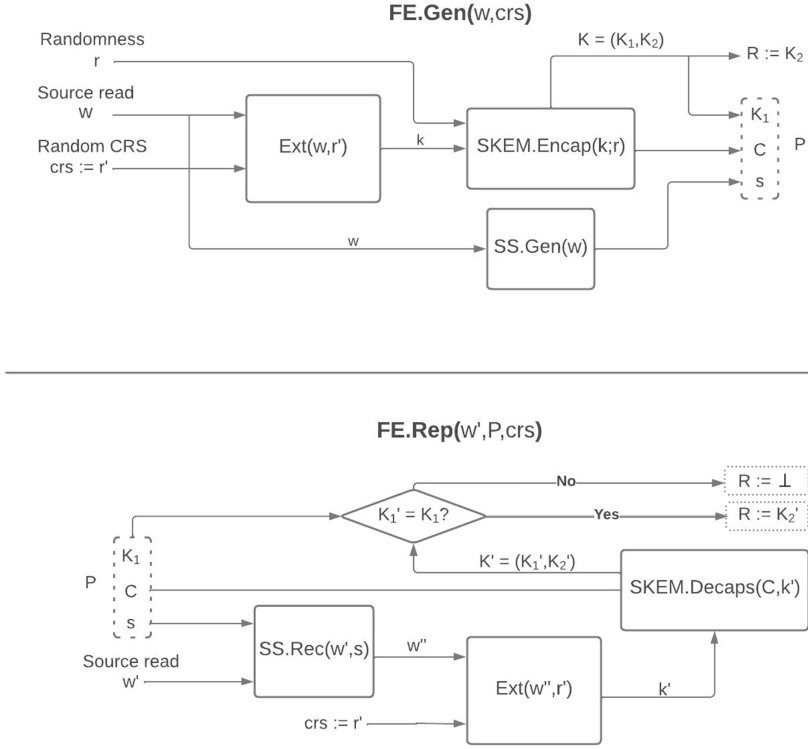 FE.Gen(w,crs)
Randomness
r
K = (K₁,K₂)
R := K₂
Source read
w
Random CRS
crs := r'
Ext(w,r')
k
SKEM.Encap(k;r)
K₁
C
s
P
w
SS.Gen(w)
FE.Rep(w',P,crs)
No
R := ⊥
K₁' = K₁?
Yes
R := K₂'
P
K₁
C
s
K' = (K₁',K₂')
SKEM.Decaps(C,k')
Source read
w'
SS.Rec(w',s)
w''
Ext(w'',r')
k'
crs := r'